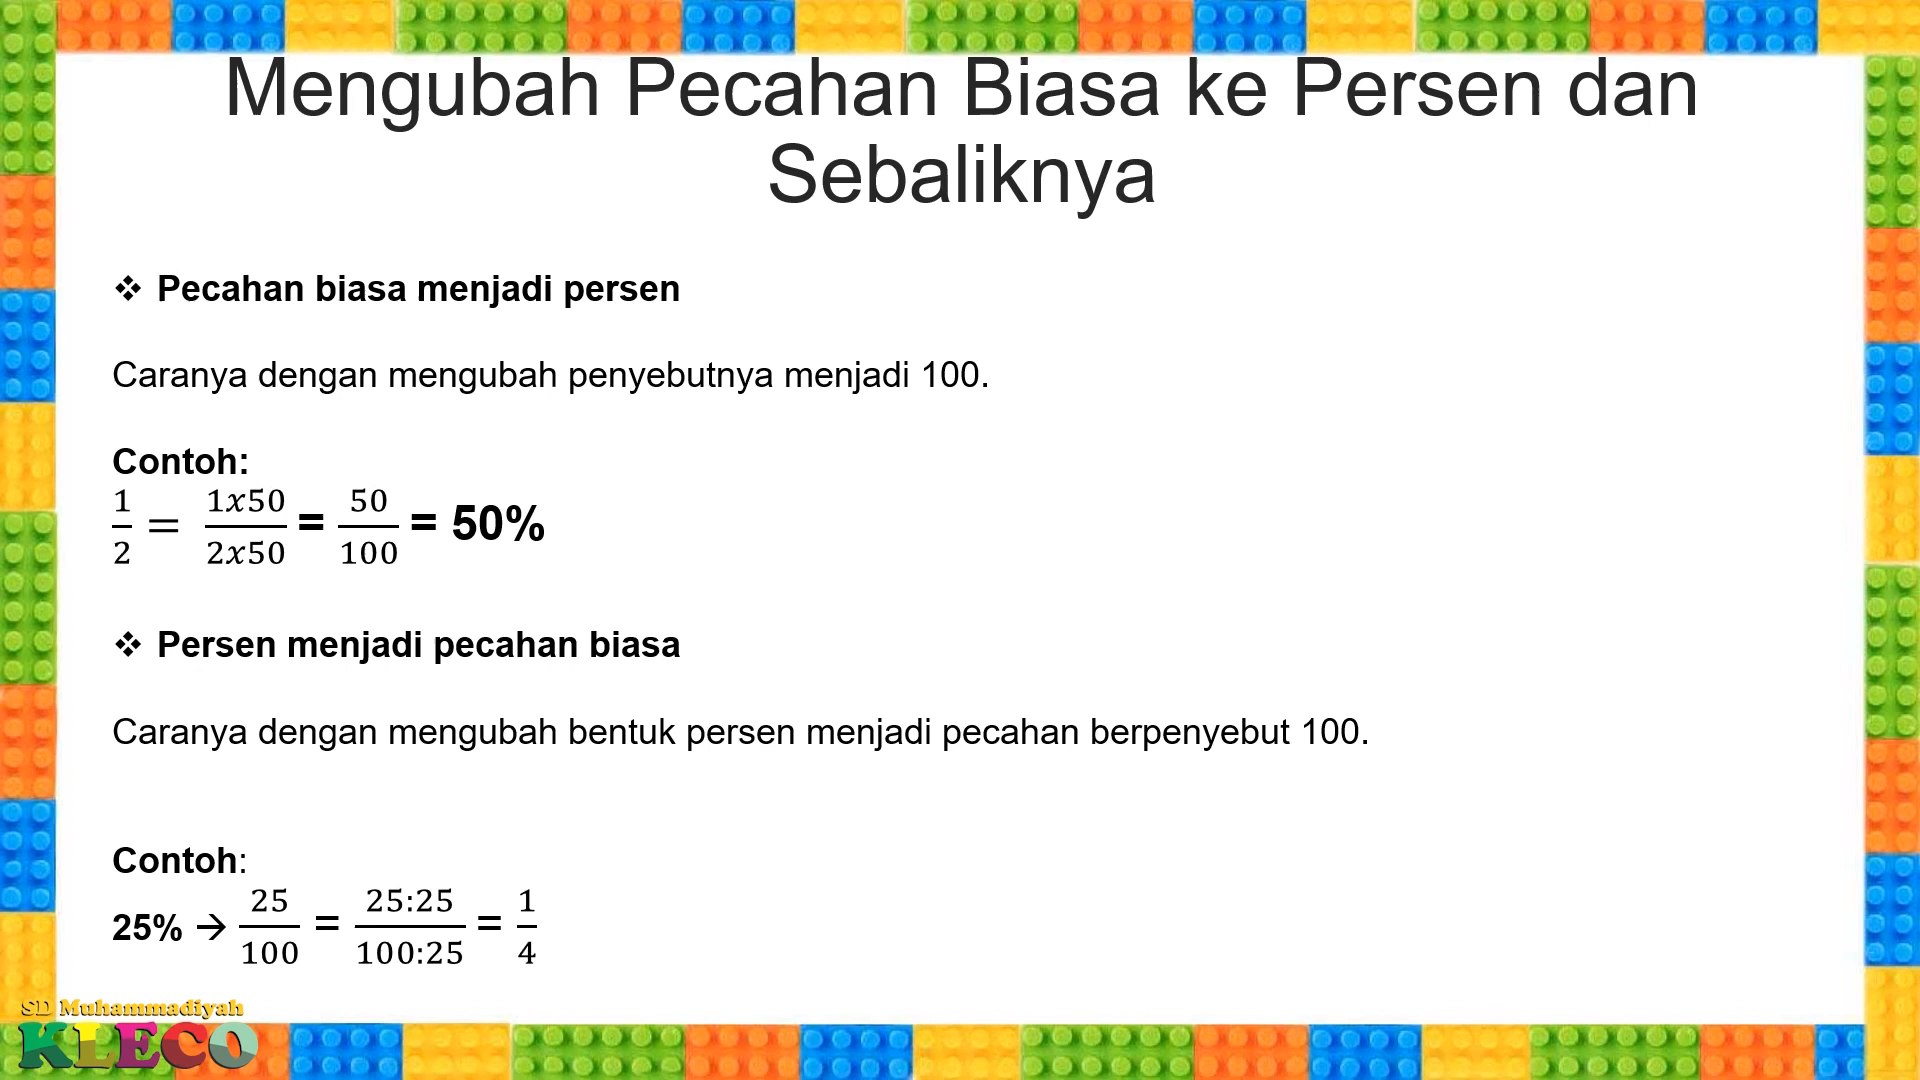 Mengubah Pecahan Biasa ke Persen dan
Sebaliknya
❖ Pecahan biasa menjadi persen
Caranya dengan mengubah penyebutnya menjadi 100.
Contoh:
1/2 = 1x50/2x50 = 50/100 = 50%
❖ Persen menjadi pecahan biasa
Caranya dengan mengubah bentuk persen menjadi pecahan berpenyebut 100.
Contoh:
25% → 25/100 = 25:25/100:25 = 1/4
SD Muhammadiyah
KLECO